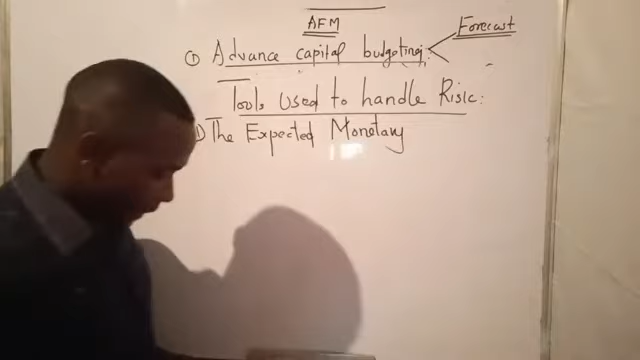 AFM
① Advance capital budgeting
Forecast
Tools Used to handle Risk:
The Expected Monetary